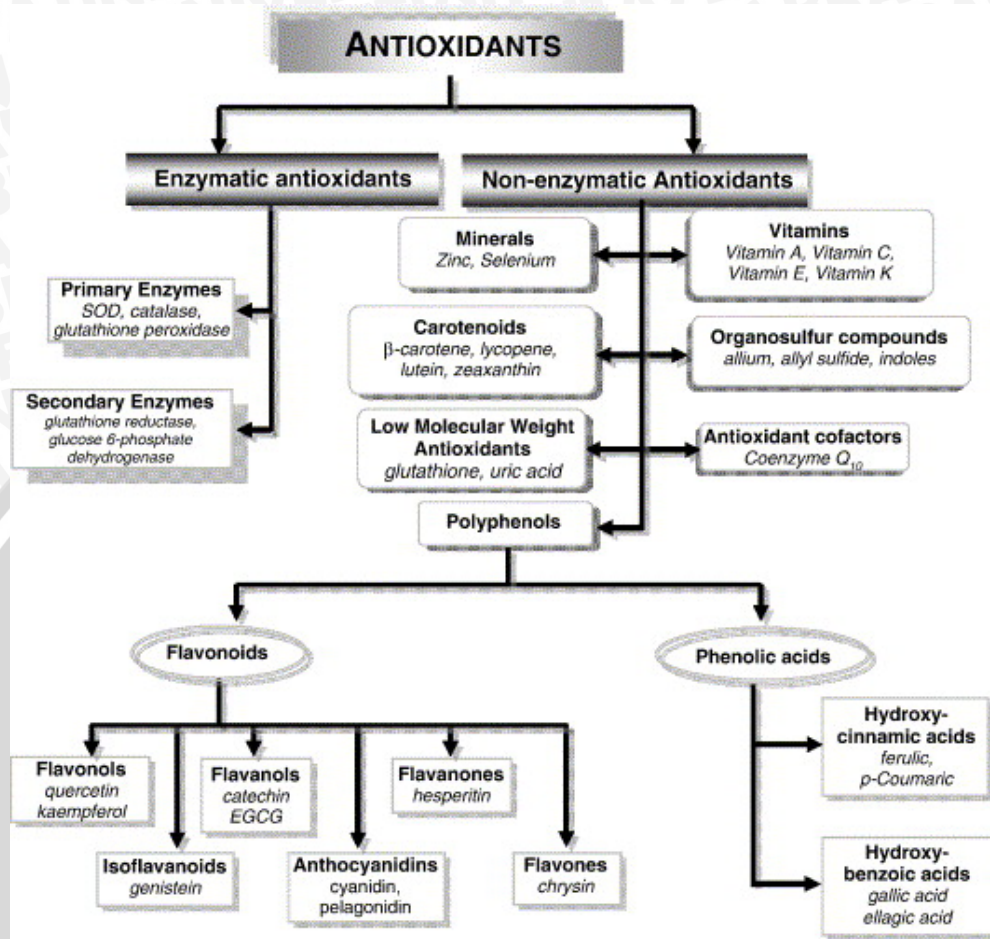 ANTIOXIDANTS
Enzymatic antioxidants
Non-enzymatic Antioxidants
Minerals
Zinc, Selenium
Vitamins
Vitamin A, Vitamin C,
Vitamin E, Vitamin K
Primary Enzymes
SOD, catalase,
glutathione peroxidase
Carotenoids
β-carotene, lycopene,
lutein, zeaxanthin
Organosulfur compounds
allium, allyl sulfide, indoles
Secondary Enzymes
glutathione reductase,
glucose 6-phosphate
dehydrogenase
Low Molecular Weight
Antioxidants
glutathione, uric acid
Antioxidant cofactors
Coenzyme Q10
Polyphenols
Flavonoids
Phenolic acids
Flavonols
quercetin
kaempferol
Flavanols
catechin
EGCG
Flavanones
hesperitin
Isoflavanoids
genistein
Anthocyanidins
cyanidin,
pelagonidin
Flavones
chrysin
Hydroxy-
cinnamic acids
ferulic,
p-Coumaric
Hydroxy-
benzoic acids
gallic acid
ellagic acid